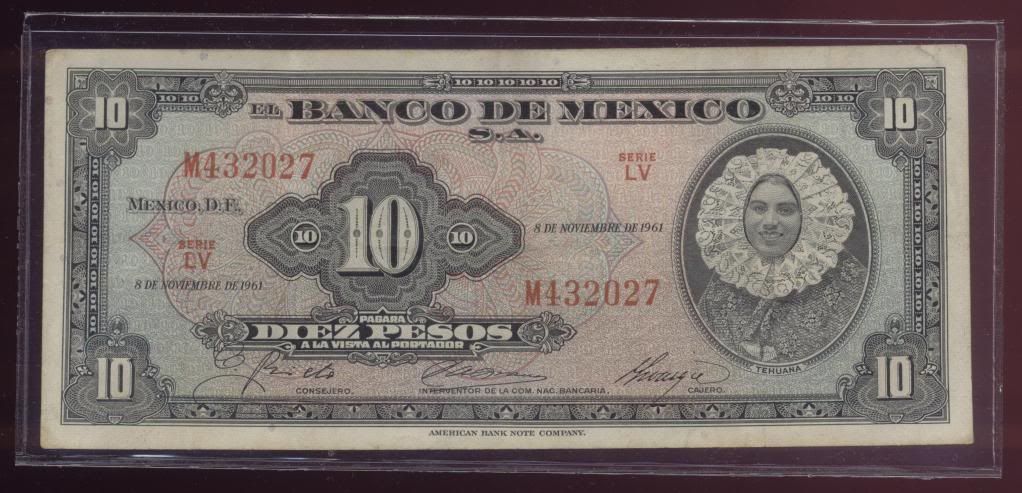 10 10 10 10 10
10 10 10 10 10 10
EL BANCO DE MEXICO
S.A.
M432027
SERIE
LV
MEXICO, D.F.,
10 10 10
8 DE NOVIEMBRE DE 1961
SERIE
LV
8 DE NOVIEMBRE DE 1961
M432027
PAGARA
DIEZ PESOS
A LA VISTA AL PORTADOR
TEHUANA
10 10
CONSEJERO. INTERVENTOR DE LA COM. NAC. BANCARIA. CAJERO.
AMERICAN BANK NOTE COMPANY.